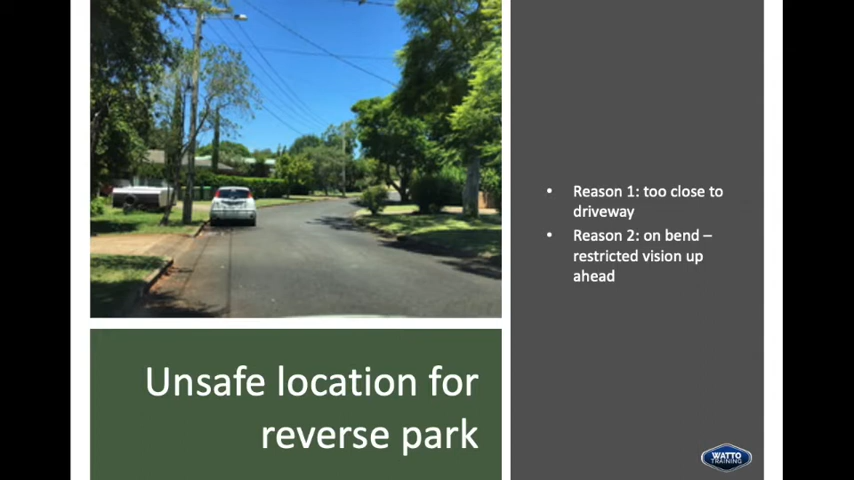 • Reason 1: too close to
driveway
• Reason 2: on bend –
restricted vision up
ahead
Unsafe location for
reverse park
WATTO
TRAINING